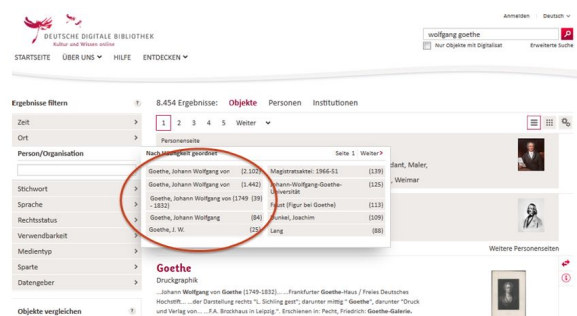 Anmelden Deutsch
DEUTSCHE DIGITALE BIBLIOTHEK
Kultur und Wissen online
wolfgang goethe
Nur Objekte mit Digitalisat Erweiterte Suche
STARTSEITE ÜBER UNS HILFE ENTDECKEN
Ergebnisse filtern
8.454 Ergebnisse: Objekte Personen Institutionen
Zeit
1 2 3 4 5 Weiter
Ort
Personenseite
Person/Organisation
Nach Häufigkeit geordnet Seite 1 Weiter
Goethe, Johann Wolfgang von (2.102)
Magistratsaktei: 1966-51 (139)
dant, Maler,
Goethe, Johann Wolfgang von (1.442)
Johann-Wolfgang-Goethe-
Universität (125)
, Weimar
Goethe, Johann Wolfgang von (1749 (39)
- 1832)
Faust (Figur bei Goethe) (113)
Goethe, Johann Wolfgang (84)
Dunkel, Joachim (109)
Goethe, J. W. (25)
Lang (88)
Stichwort
Sprache
Rechtsstatus
Verwendbarkeit
Medientyp
Sparte
Datengeber
Weitere Personenseiten
Goethe
Druckgraphik
...Johann Wolfgang von Goethe (1749-1832)......Frankfurter Goethe-Haus / Freies Deutsches
Hochstift... ...der Darstellung rechts "L. Sichling gest"; darunter mittig " Goethe", darunter "Druck
und Verlag von... ...F.A. Brockhaus in Leipzig.". Erschienen in: Pecht, Friedrich: Goethe-Galerie.
Objekte vergleichen